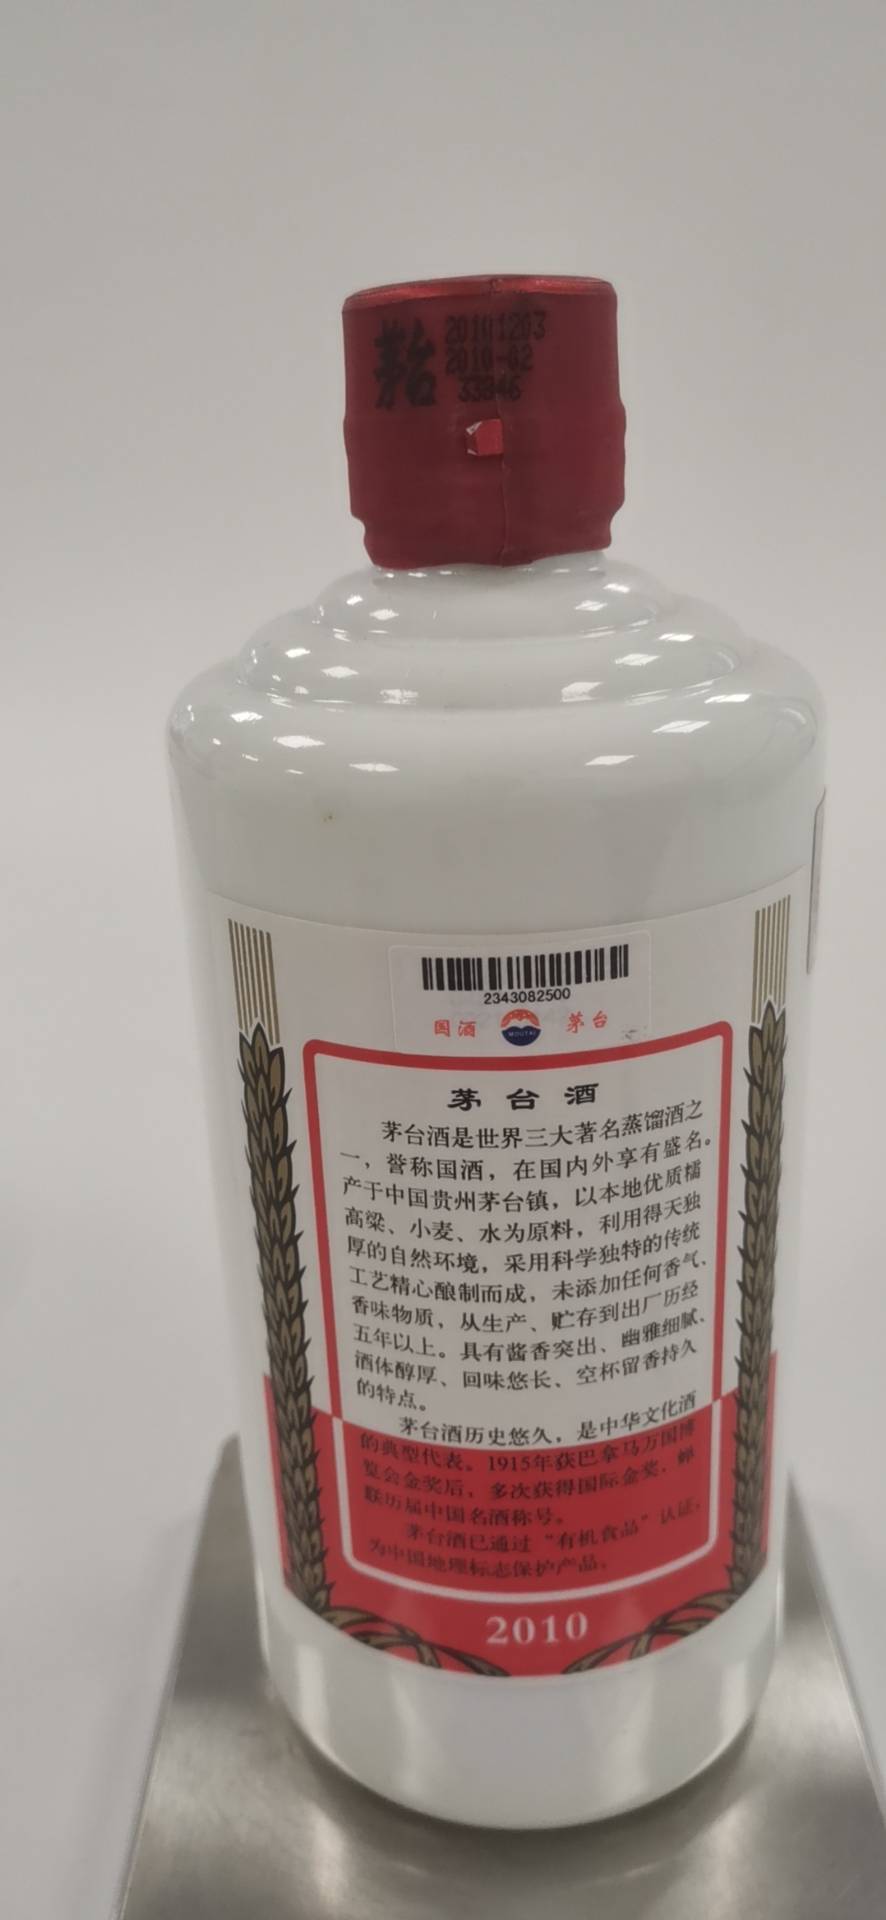 茅台
20101203
2010-02
33846
2343082500
国酒
MOUTAI
茅台
茅台酒
茅台酒是世界三大著名蒸馏酒之
一，誉称国酒，在国内外享有盛名。
产于中国贵州茅台镇，以本地优质糯
高粱、小麦、水为原料，利用得天独
厚的自然环境，采用科学独特的传统
工艺精心酿制而成，未添加任何香气、
香味物质，从生产、贮存到出厂历经
五年以上。具有酱香突出、幽雅细腻、
酒体醇厚、回味悠长、空杯留香持久
的特点。
茅台酒历史悠久，是中华文化酒
的典型代表。1915年获巴拿马万国博
览会金奖后，多次获得国际金奖，蝉
联历届中国名酒称号。
茅台酒已通过“有机食品”认证，
为中国地理标志保护产品。
2010